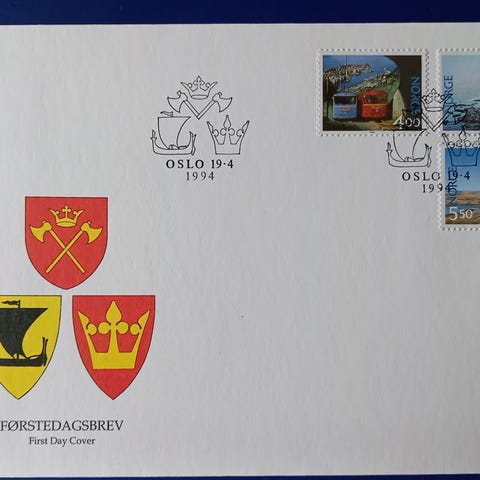 NORGE
4.00
NORGE
OSLO 19·4
1994
OSLO 19·4
1994
NORGE
5.50
FØRSTEDAGSBREV
First Day Cover